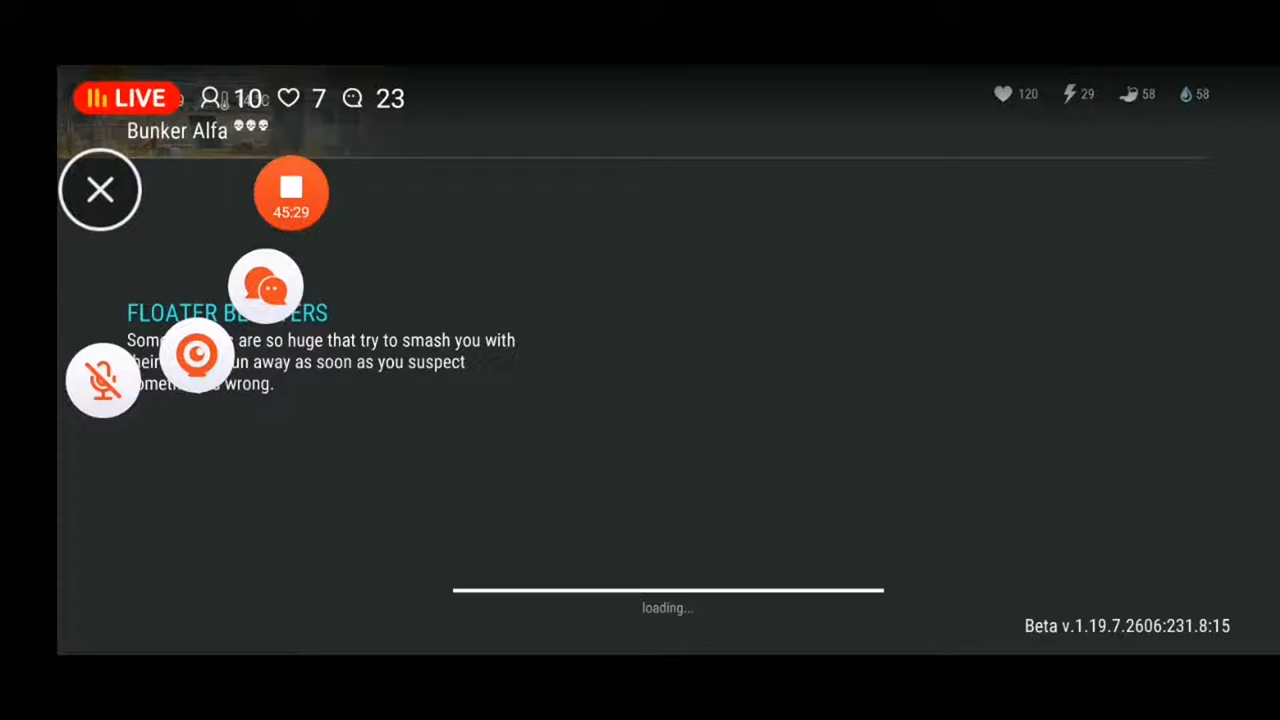 LIVE 10 7 23
120 29 58 58
Bunker Alfa
45:29
FLOATER
are so huge that try to smash you with
away as soon as you suspect
wrong.
loading...
Beta v.1.19.7.2606:231.8:15